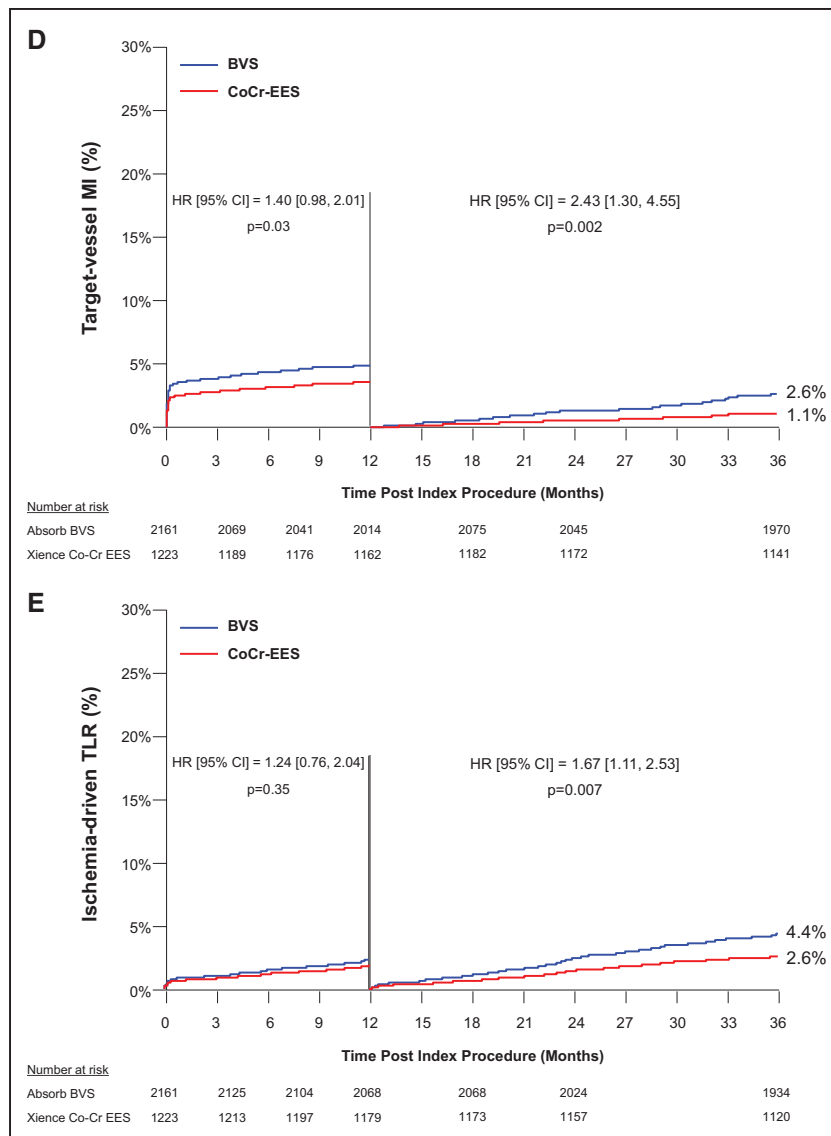 D
30%
25%
20%
15%
10%
5%
0%
Target-vessel MI (%)
BVS
CoCr-EES
HR [95% CI] = 1.40 [0.98, 2.01]
p=0.03
HR [95% CI] = 2.43 [1.30, 4.55]
p=0.002
2.6%
1.1%
0 3 6 9 12 15 18 21 24 27 30 33 36
Time Post Index Procedure (Months)
Number at risk
Absorb BVS 2161 2069 2041 2014 2075 2045 1970
Xience Co-Cr EES 1223 1189 1176 1162 1182 1172 1141
E
30%
25%
20%
15%
10%
5%
0%
Ischemia-driven TLR (%)
BVS
CoCr-EES
HR [95% CI] = 1.24 [0.76, 2.04]
p=0.35
HR [95% CI] = 1.67 [1.11, 2.53]
p=0.007
4.4%
2.6%
0 3 6 9 12 15 18 21 24 27 30 33 36
Time Post Index Procedure (Months)
Number at risk
Absorb BVS 2161 2125 2104 2068 2068 2024 1934
Xience Co-Cr EES 1223 1213 1197 1179 1173 1157 1120